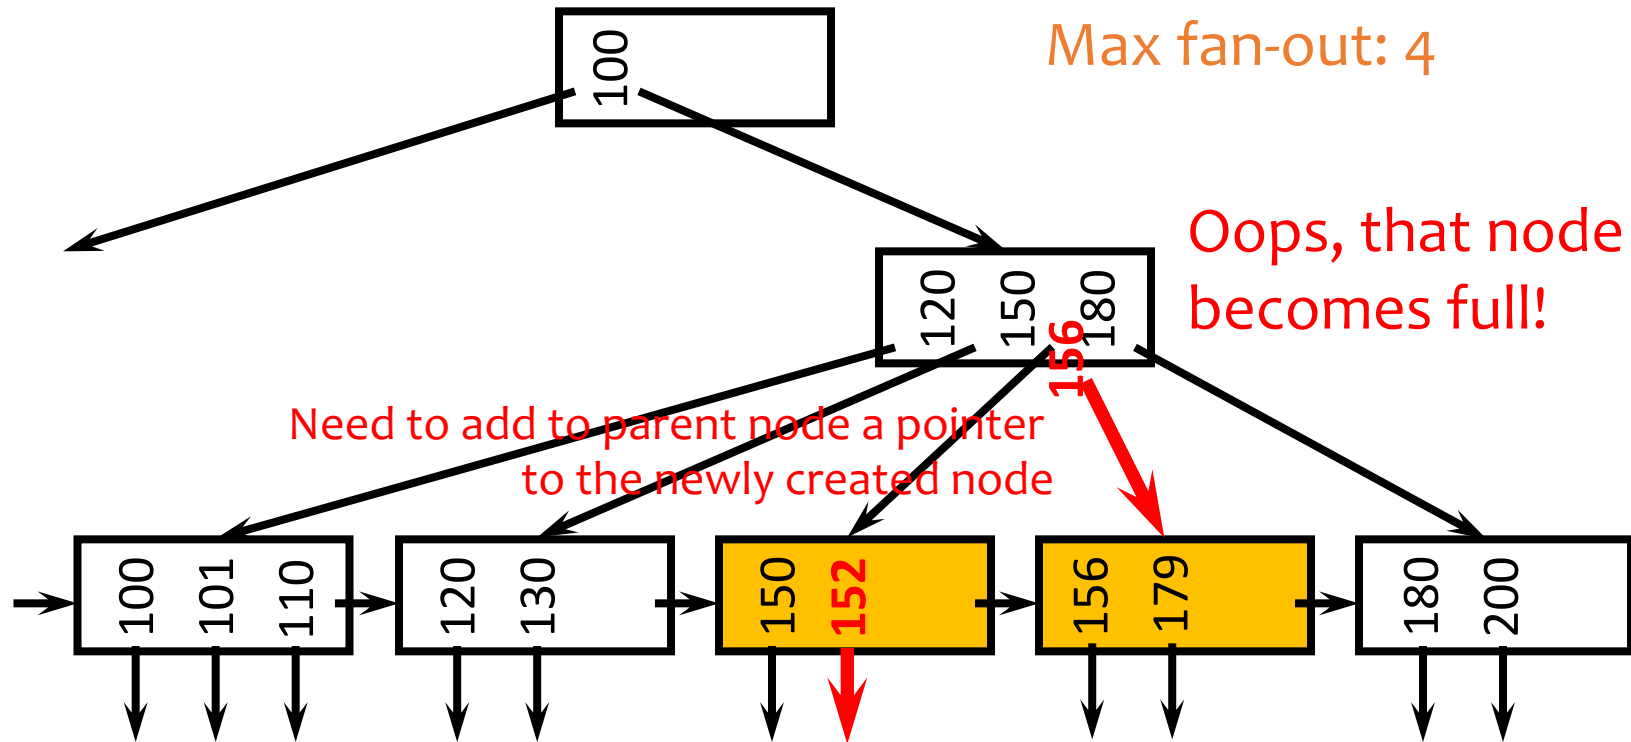 Max fan-out: 4
100
Oops, that node
becomes full!
120 150 156 180
Need to add to parent node a pointer
to the newly created node
100 101 110 120 130 150 152 156 179 180 200